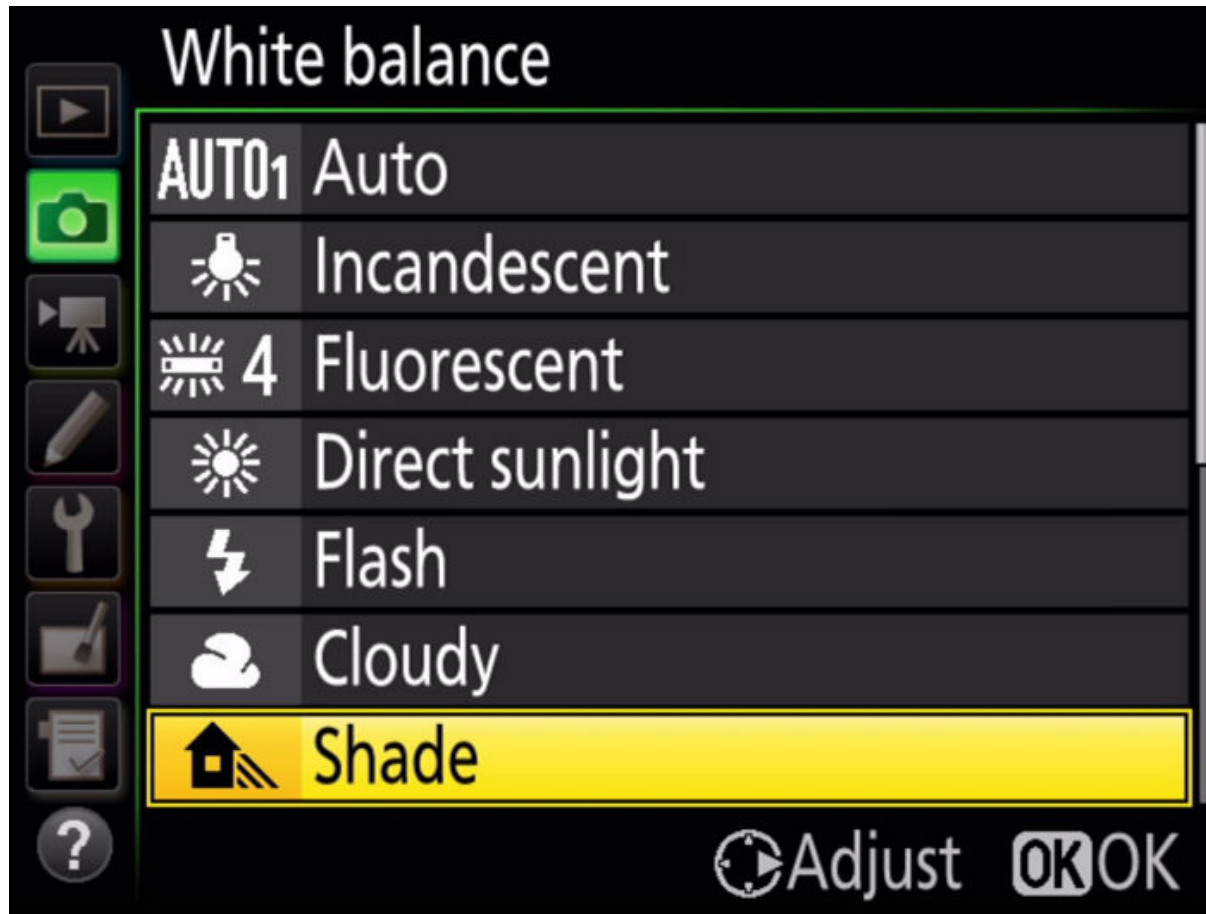 White balance
AUTO1 Auto
Incandescent
4 Fluorescent
Direct sunlight
Flash
Cloudy
Shade
? Adjust OK OK